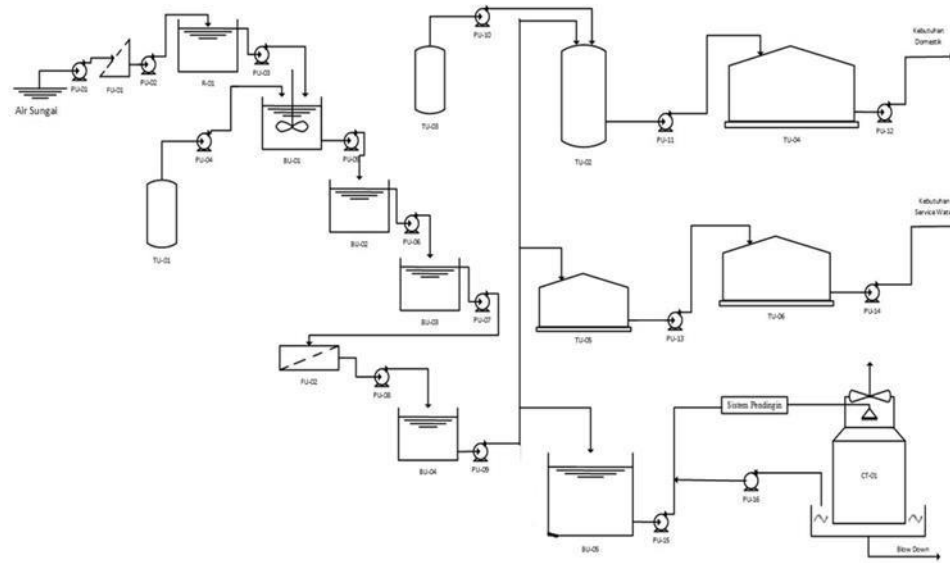 PU-10
Kebutuhan
Domestik
PU-01
FU-01
PU-02
R-01
PU-03
Air Sungai
TU-03
TU-02
PU-11
TU-04
PU-12
PU-04
BU-01
PU-05
TU-01
BU-02
PU-06
Kebutuhan
Service Wate
BU-03
PU-07
TU-05
PU-13
TU-06
PU-14
FU-02
PU-08
BU-04
PU-09
Sistem Pendingin
CT-01
PU-16
BU-05
PU-15
Blow Down